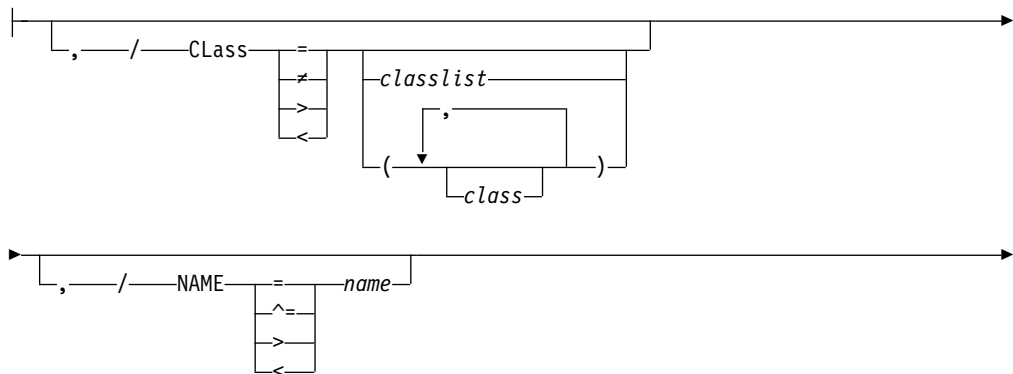 , / CLass =
≠ classlist
>
,
<
( )
class
, / NAME = name
^=
>
<